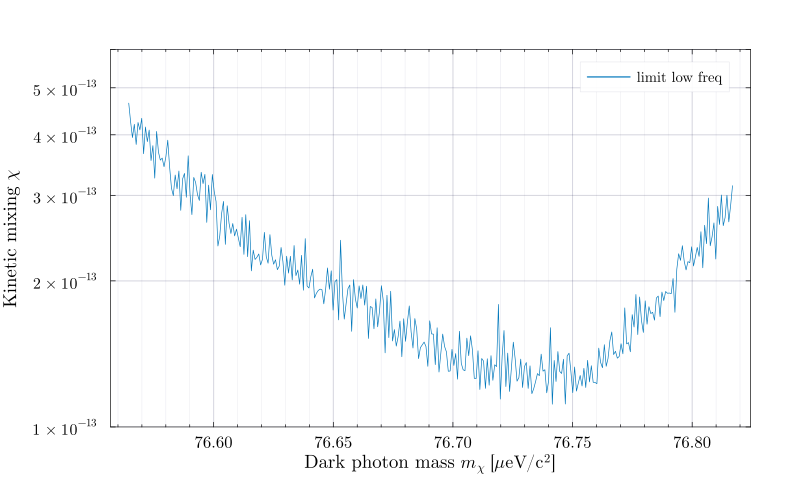 limit low freq
5 × 10⁻¹³
4 × 10⁻¹³
3 × 10⁻¹³
2 × 10⁻¹³
1 × 10⁻¹³
Kinetic mixing χ
76.60 76.65 76.70 76.75 76.80
Dark photon mass m_χ [μeV/c²]